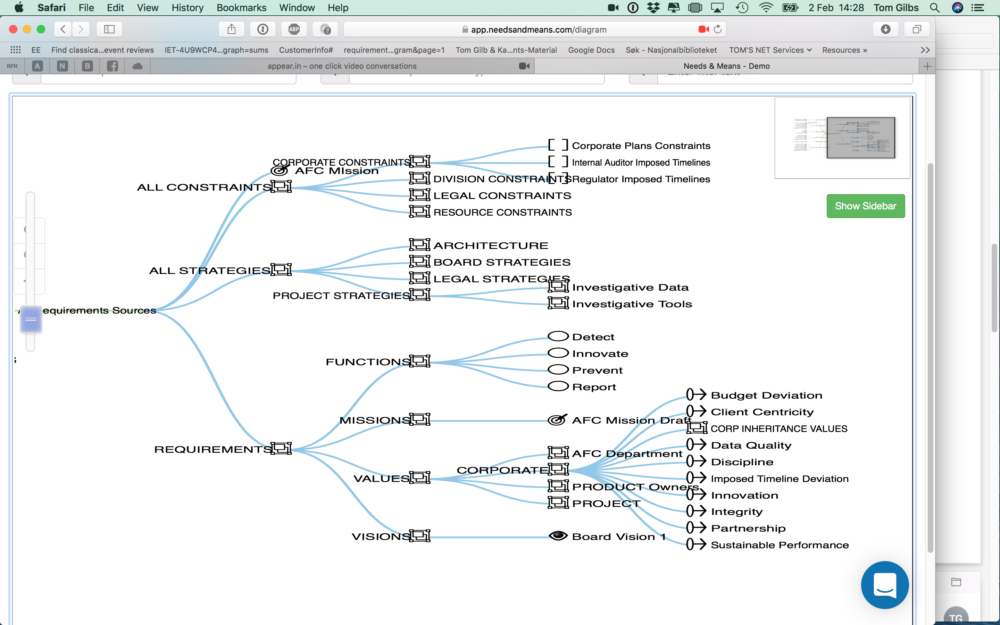 Safari File Edit View History Bookmarks Window Help 2 Feb 14:28 Tom Gilbs
ABP app.needsandmeans.com/diagram
EE Find classica...event reviews IET-4U9WCP4...graph=sums CustomerInfo# requirement...gram&page=1 Tom Gilb & Ka...nts-Material Google Docs Søk - Nasjonalbiblioteket TOM'S NET Services Resources »
NRK A N B f appear.in – one click video conversations Needs & Means - Demo
Enter filter text
Corporate Plans Constraints
CORPORATE CONSTRAINTS Internal Auditor Imposed Timelines
AFC MIssion
DIVISION CONSTRAINTS Regulator Imposed Timelines
ALL CONSTRAINTS
LEGAL CONSTRAINTS
Show Sidebar
RESOURCE CONSTRAINTS
ARCHITECTURE
BOARD STRATEGIES
ALL STRATEGIES
LEGAL STRATEGIES
Investigative Data
PROJECT STRATEGIES
Investigative Tools
equirements Sources
Detect
Innovate
s
FUNCTIONS
Prevent
Report
Budget Deviation
Client Centricity
MISSIONS AFC Mission Draft
CORP INHERITANCE VALUES
Data Quality
REQUIREMENTS
AFC Department
Discipline
CORPORATE
VALUES Imposed Timeline Deviation
PRODUCT Owners
Innovation
PROJECT
Integrity
Partnership
VISIONS Board Vision 1
Sustainable Performance
TG